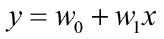 y = w₀ + w₁x